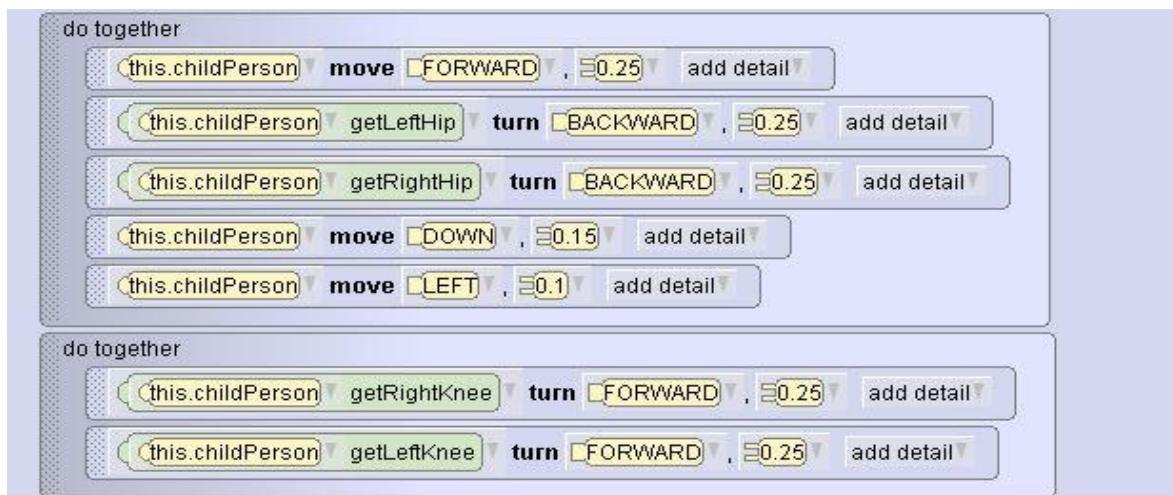 do together
this.childPerson move FORWARD , 0.25 add detail
this.childPerson getLeftHip turn BACKWARD , 0.25 add detail
this.childPerson getRightHip turn BACKWARD , 0.25 add detail
this.childPerson move DOWN , 0.15 add detail
this.childPerson move LEFT , 0.1 add detail
do together
this.childPerson getRightKnee turn FORWARD , 0.25 add detail
this.childPerson getLeftKnee turn FORWARD , 0.25 add detail